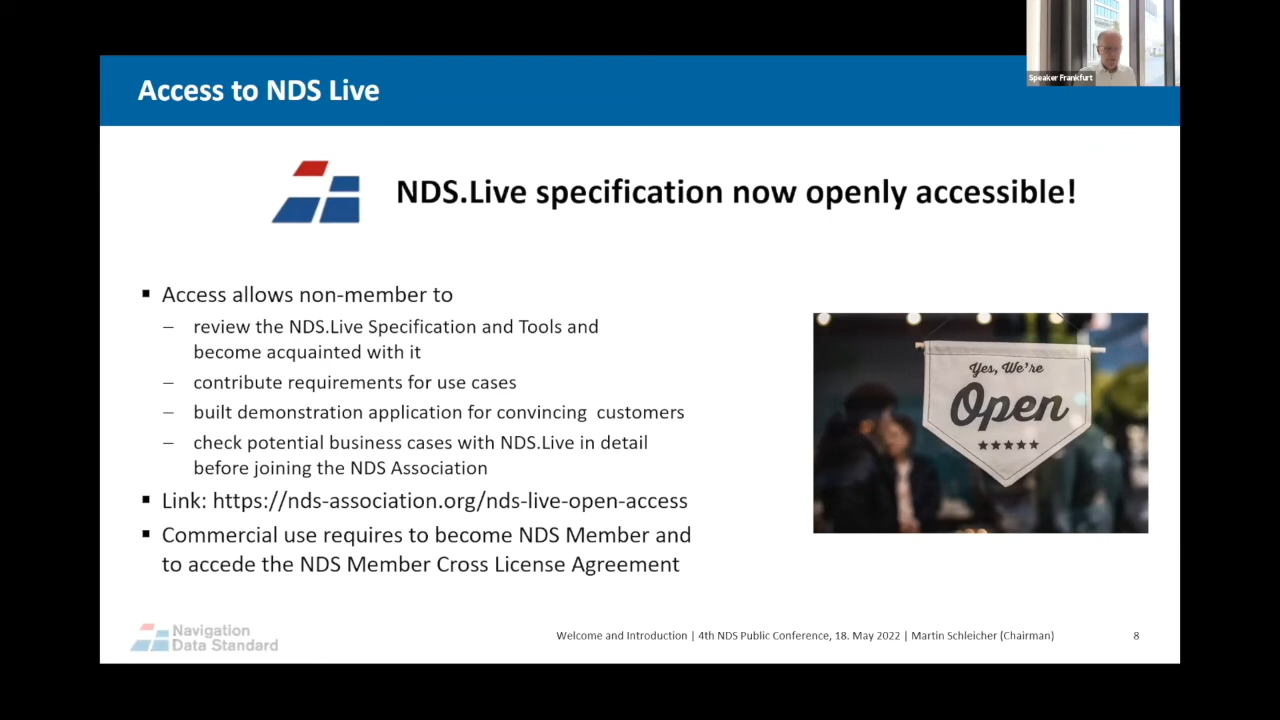 Speaker Frankfurt
Access to NDS Live
NDS.Live specification now openly accessible!
▪ Access allows non-member to
– review the NDS.Live Specification and Tools and
become acquainted with it
– contribute requirements for use cases
– built demonstration application for convincing customers
– check potential business cases with NDS.Live in detail
before joining the NDS Association
▪ Link: https://nds-association.org/nds-live-open-access
▪ Commercial use requires to become NDS Member and
to accede the NDS Member Cross License Agreement
Yes, We're
Open
★★★★★
Navigation
Data Standard
Welcome and Introduction | 4th NDS Public Conference, 18. May 2022 | Martin Schleicher (Chairman)
8